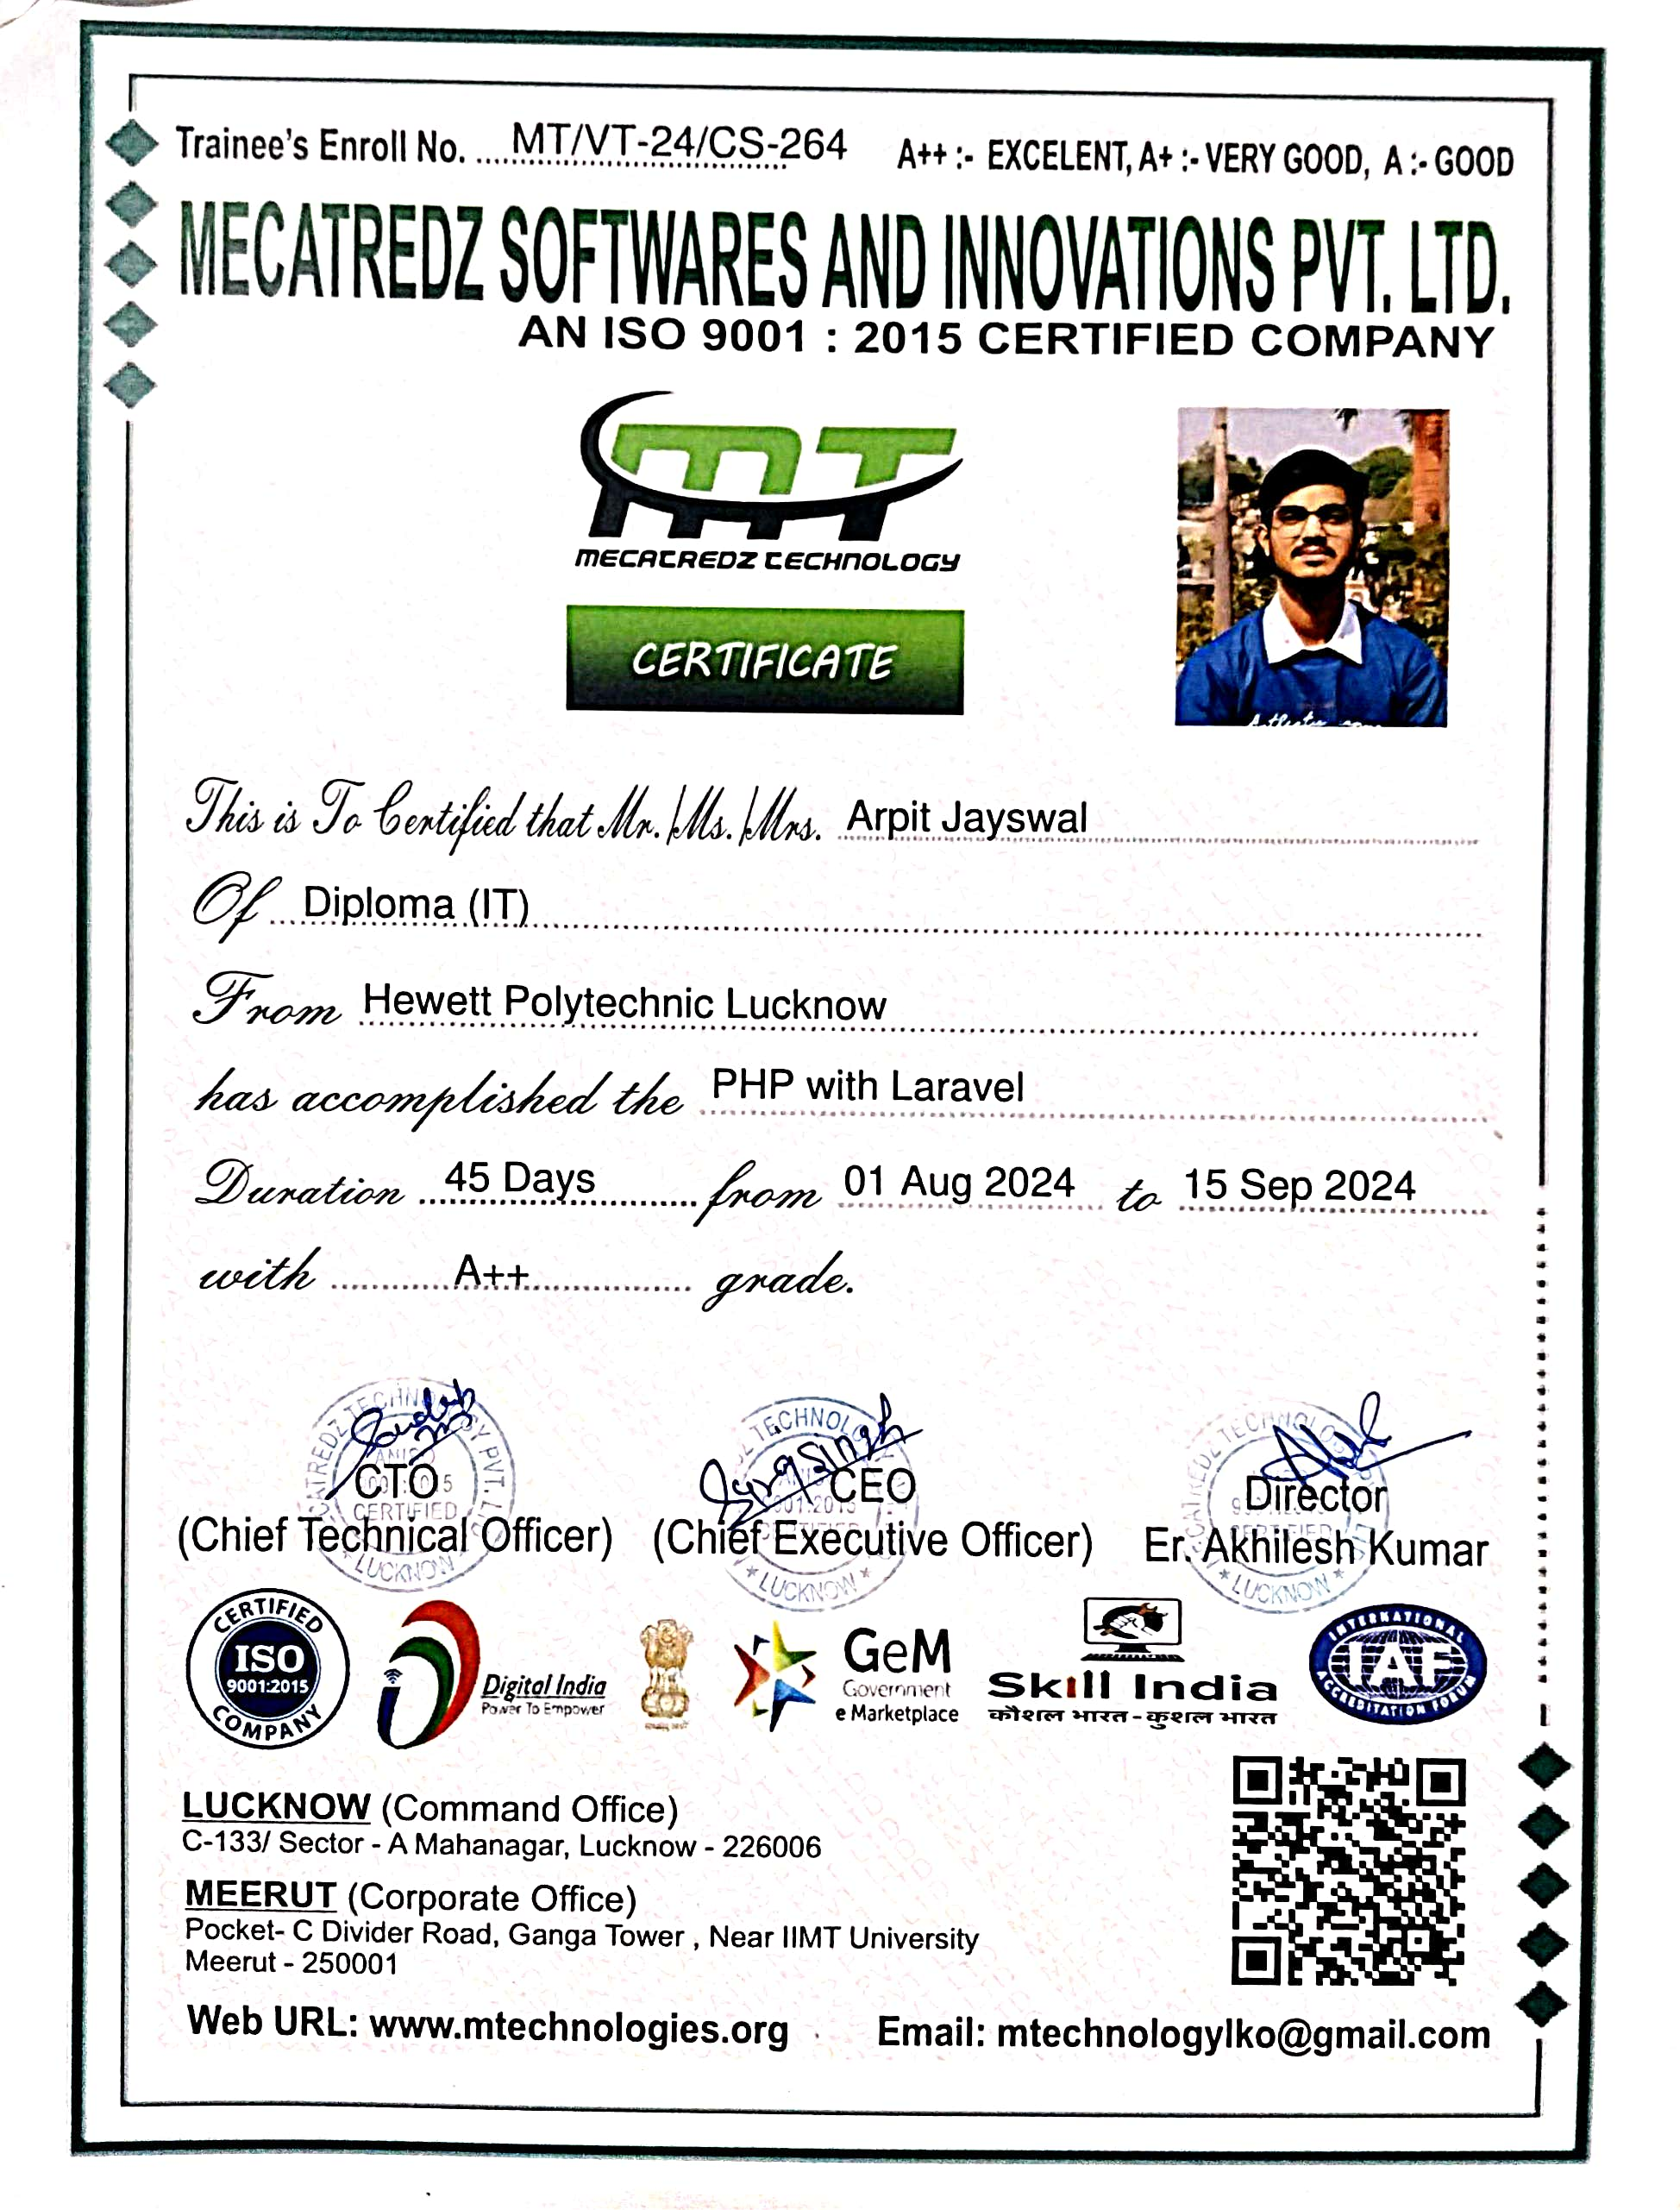 Trainee's Enroll No. ....MT/VT-24/CS-264 A++ :- EXCELENT, A+ :- VERY GOOD, A :- GOOD
MECATREDZ SOFTWARES AND INNOVATIONS PVT. LTD.
AN ISO 9001 : 2015 CERTIFIED COMPANY
MT
MECATREDZ TECHNOLOGY
CERTIFICATE
This is To Certified that Mr./Ms./Mrs. Arpit Jayswal
Of Diploma (IT)
From Hewett Polytechnic Lucknow
has accomplished the PHP with Laravel
Duration 45 Days from 01 Aug 2024 to 15 Sep 2024
with A++ grade.
CTO CEO Director
(Chief Technical Officer) (Chief Executive Officer) Er. Akhilesh Kumar
LUCKNOW LUCKNOW LUCKNOW
CERTIFIED ISO 9001:2015 COMPANY
Digital India
Power To Empower
GeM
Government
e Marketplace
Skill India
कौशल भारत - कुशल भारत
INTERNATIONAL IAF ACCREDITATION FORUM
LUCKNOW (Command Office)
C-133/ Sector - A Mahanagar, Lucknow - 226006
MEERUT (Corporate Office)
Pocket- C Divider Road, Ganga Tower , Near IIMT University
Meerut - 250001
Web URL: www.mtechnologies.org Email: mtechnologylko@gmail.com